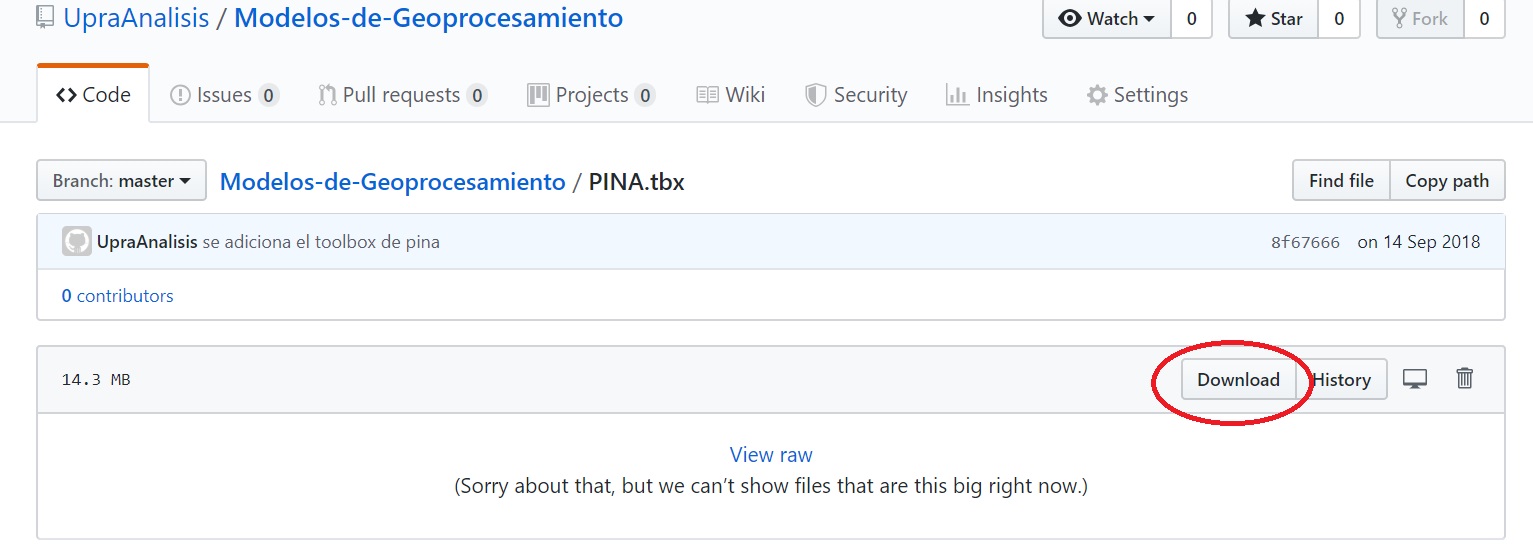 UpraAnalisis / Modelos-de-Geoprocesamiento Watch 0 Star 0 Fork 0
Code Issues 0 Pull requests 0 Projects 0 Wiki Security Insights Settings
Branch: master Modelos-de-Geoprocesamiento / PINA.tbx Find file Copy path
UpraAnalisis se adiciona el toolbox de pina 8f67666 on 14 Sep 2018
0 contributors
14.3 MB Download History
View raw
(Sorry about that, but we can’t show files that are this big right now.)